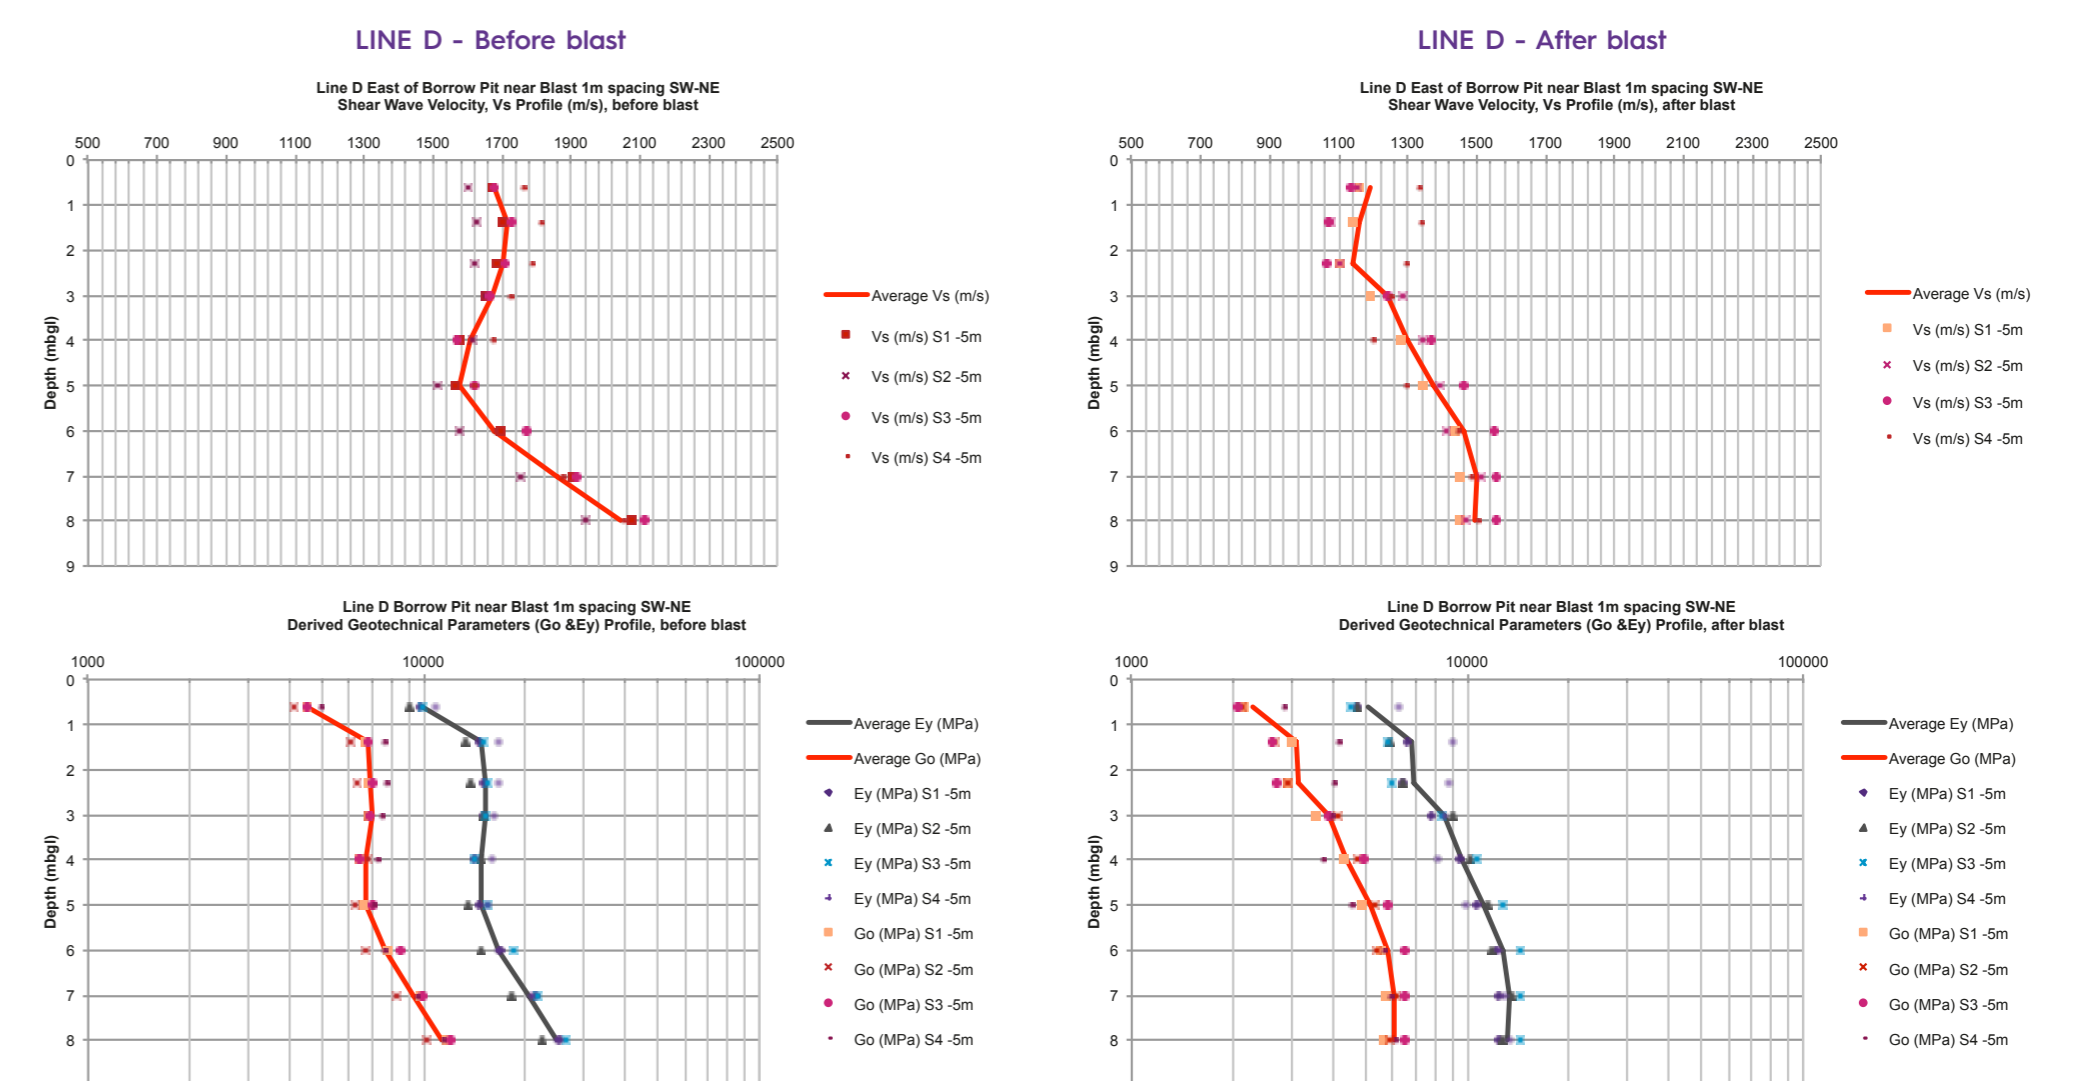 LINE D - Before blast
Line D East of Borrow Pit near Blast 1m spacing SW-NE
Shear Wave Velocity, Vs Profile (m/s), before blast
500 700 900 1100 1300 1500 1700 1900 2100 2300 2500
0
1
2
3
4
5
6
7
8
9
Depth (mbgl)
Average Vs (m/s)
Vs (m/s) S1 -5m
Vs (m/s) S2 -5m
Vs (m/s) S3 -5m
Vs (m/s) S4 -5m
LINE D - After blast
Line D East of Borrow Pit near Blast 1m spacing SW-NE
Shear Wave Velocity, Vs Profile (m/s), after blast
500 700 900 1100 1300 1500 1700 1900 2100 2300 2500
0
1
2
3
4
5
6
7
8
9
Depth (mbgl)
Average Vs (m/s)
Vs (m/s) S1 -5m
Vs (m/s) S2 -5m
Vs (m/s) S3 -5m
Vs (m/s) S4 -5m
Line D Borrow Pit near Blast 1m spacing SW-NE
Derived Geotechnical Parameters (Go &Ey) Profile, before blast
1000 10000 100000
0
1
2
3
4
5
6
7
8
Depth (mbgl)
Average Ey (MPa)
Average Go (MPa)
Ey (MPa) S1 -5m
Ey (MPa) S2 -5m
Ey (MPa) S3 -5m
Ey (MPa) S4 -5m
Go (MPa) S1 -5m
Go (MPa) S2 -5m
Go (MPa) S3 -5m
Go (MPa) S4 -5m
Line D Borrow Pit near Blast 1m spacing SW-NE
Derived Geotechnical Parameters (Go &Ey) Profile, after blast
1000 10000 100000
0
1
2
3
4
5
6
7
8
Depth (mbgl)
Average Ey (MPa)
Average Go (MPa)
Ey (MPa) S1 -5m
Ey (MPa) S2 -5m
Ey (MPa) S3 -5m
Ey (MPa) S4 -5m
Go (MPa) S1 -5m
Go (MPa) S2 -5m
Go (MPa) S3 -5m
Go (MPa) S4 -5m